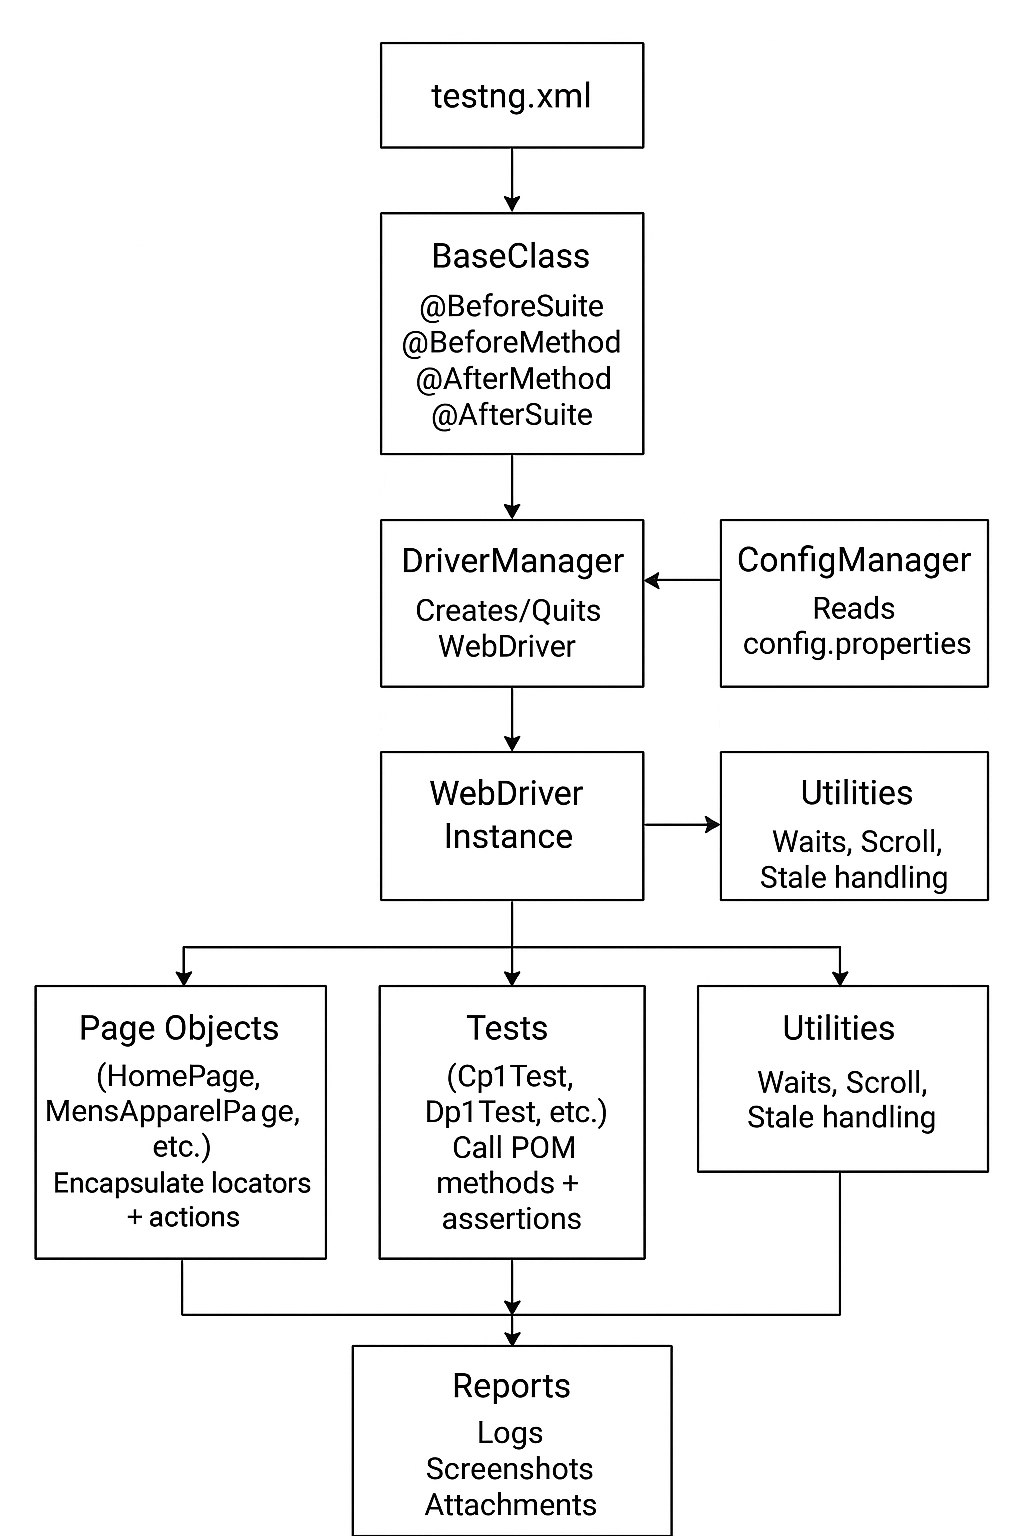 testng.xml
BaseClass
@BeforeSuite
@BeforeMethod
@AfterMethod
@AfterSuite
DriverManager
Creates/Quits
WebDriver
ConfigManager
Reads
config.properties
WebDriver
Instance
Utilities
Waits, Scroll,
Stale handling
Page Objects
(HomePage,
MensApparelPage,
etc.)
Encapsulate locators
+ actions
Tests
(Cp1Test,
Dp1Test, etc.)
Call POM
methods +
assertions
Utilities
Waits, Scroll,
Stale handling
Reports
Logs
Screenshots
Attachments